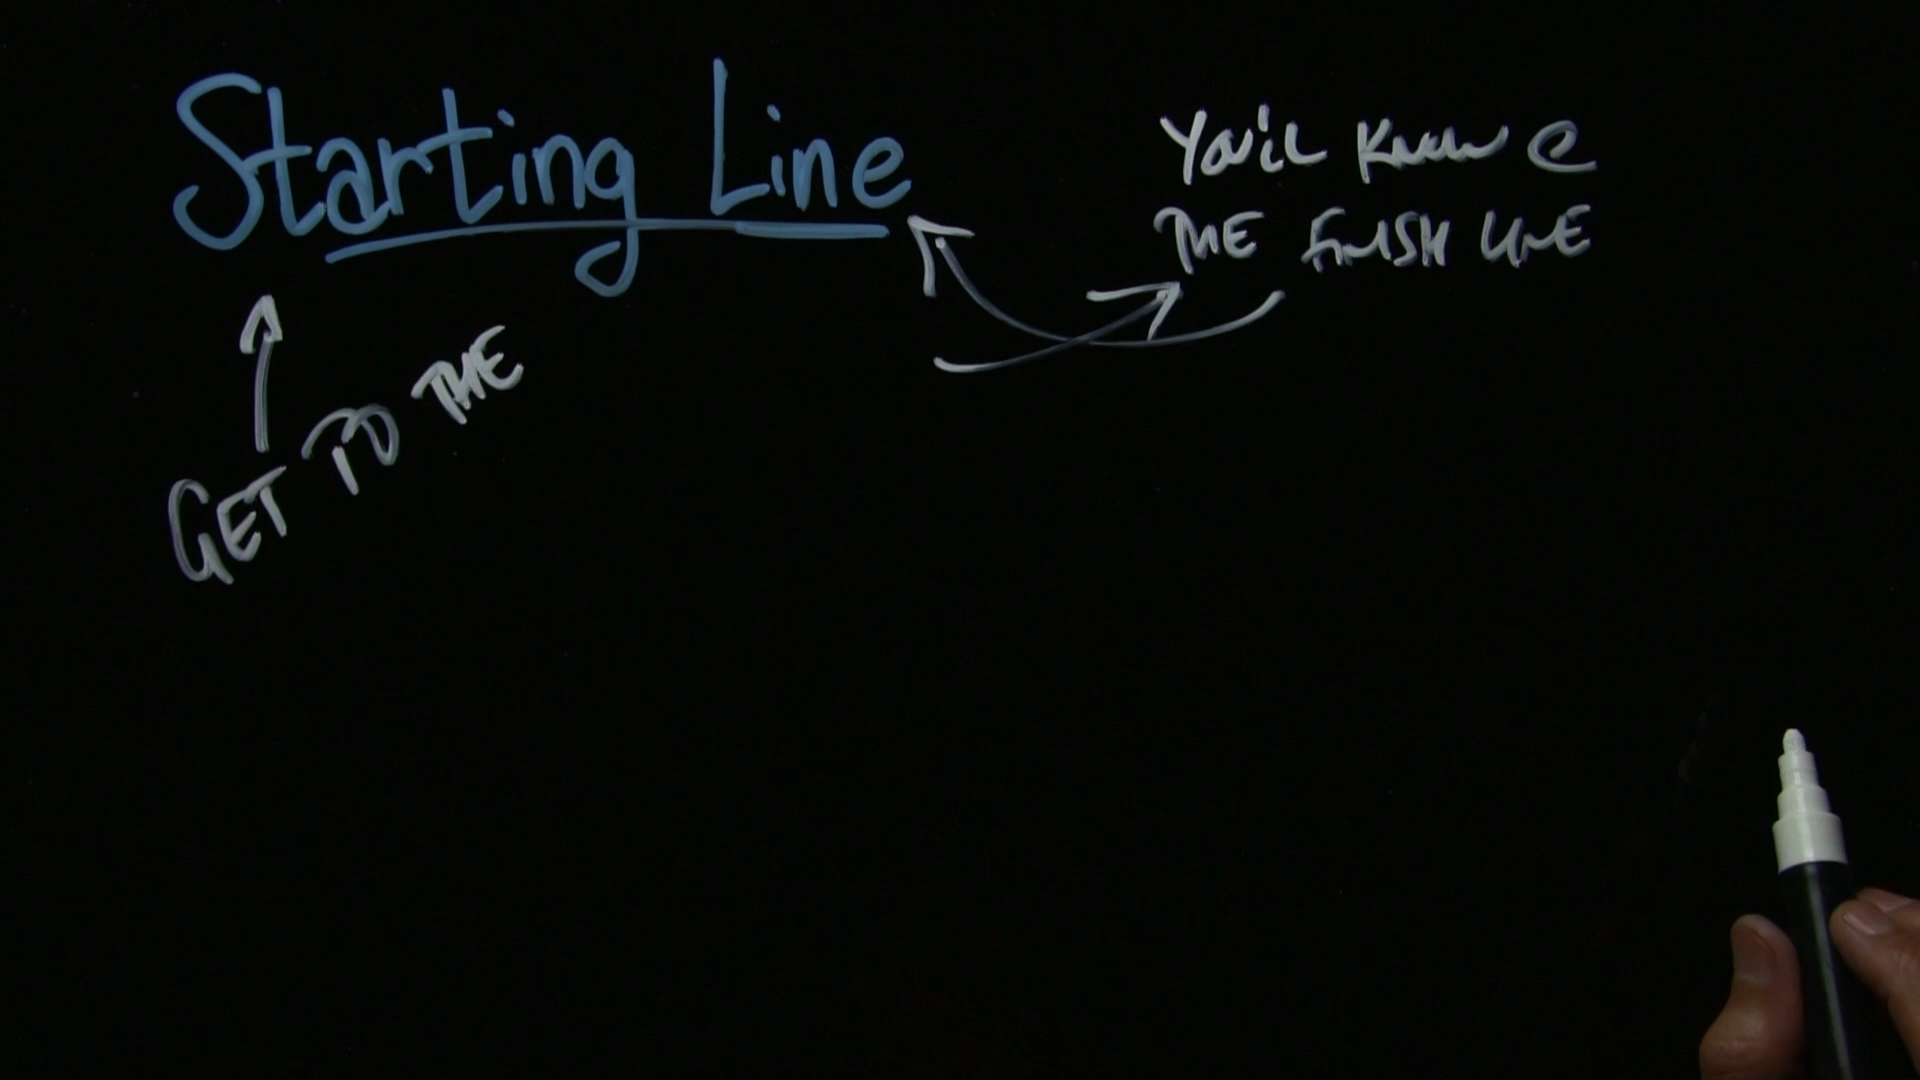 Starting Line
You'll Know @
THE FINISH LINE
GET TO THE